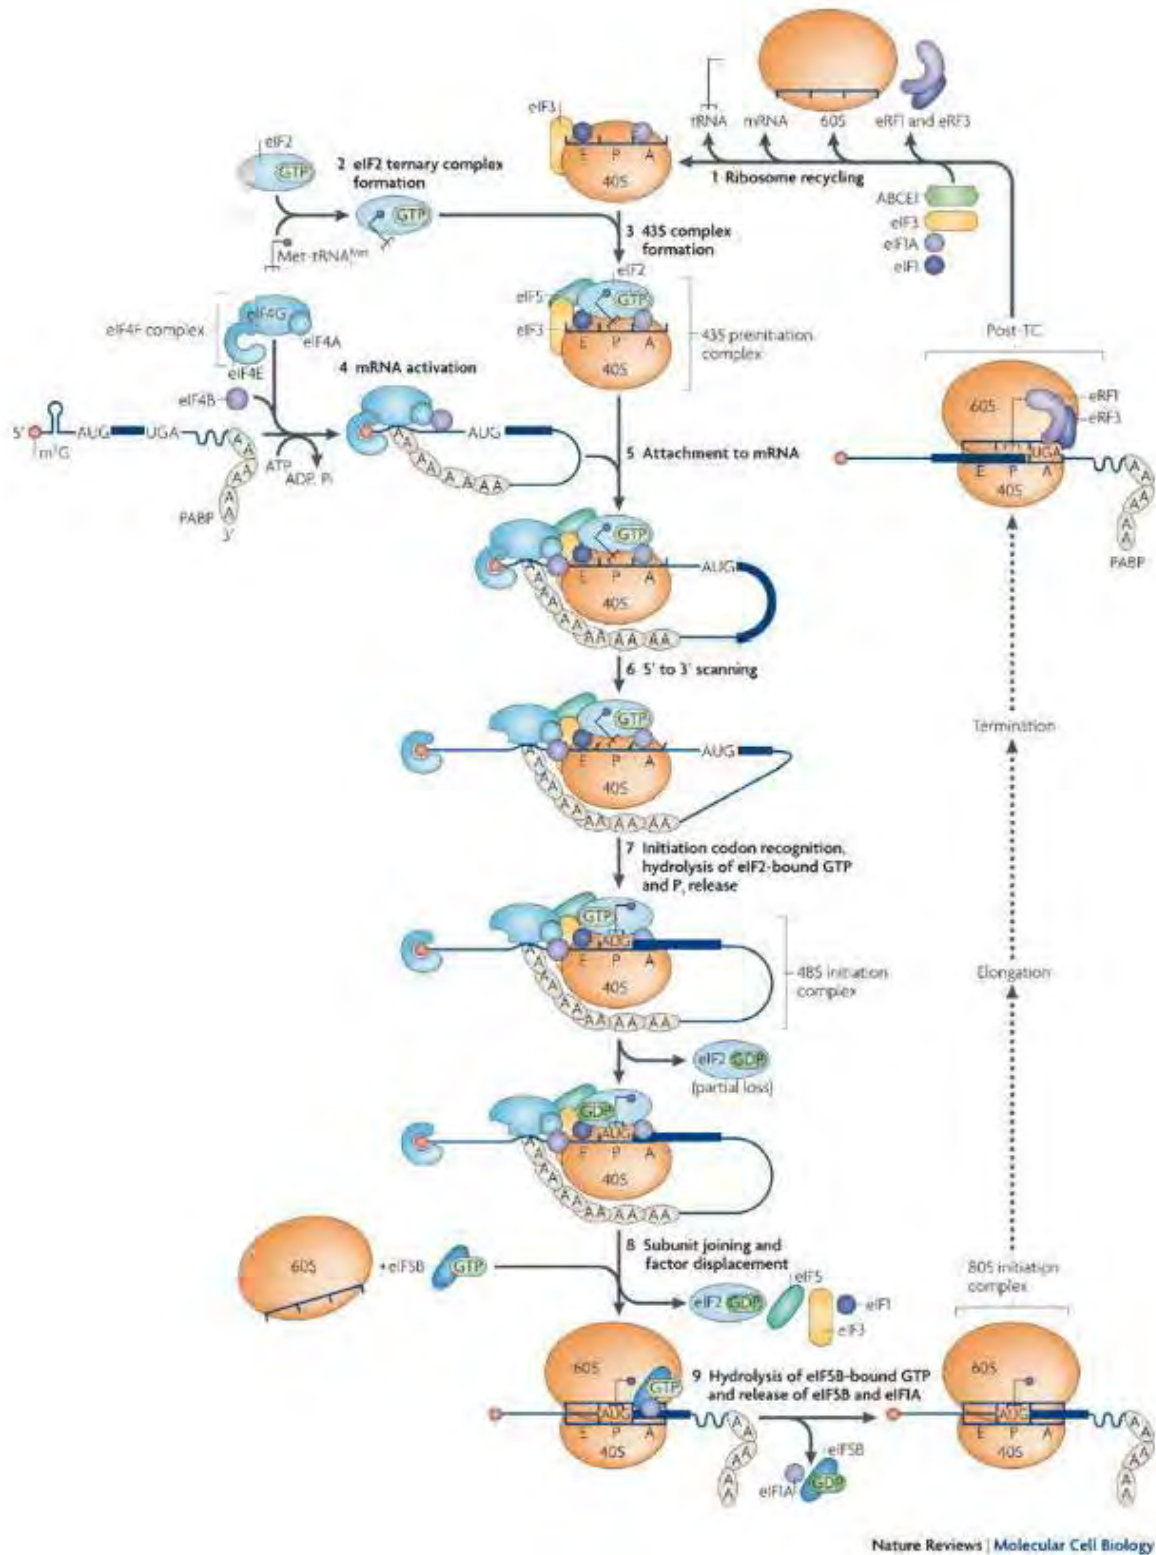 eIF3
E P A
40S
tRNA mRNA 60S eRF1 and eRF3
1 Ribosome recycling
ABCE1
eIF3
eIF1A
eIF1
eIF2
GTP
2 eIF2 ternary complex
formation
GTP
Met-tRNA
3 43S complex
formation
eIF2
eIF5
GTP
eIF3
E P A
40S
43S preinitiation
complex
eIF4F complex
eIF4G
eIF4A
eIF4E
4 mRNA activation
eIF4B
5' AUG UGA
m7G
AAAAA
ATP
ADP, Pi
PABP
3'
AUG
AAAAAAAA
5 Attachment to mRNA
Post-TC
60S
eRF1
eRF3
UGA
E P A
40S
PABP
GTP
E P A
AUG
40S
6 5' to 3' scanning
GTP
E P A
AUG
40S
Termination
7 Initiation codon recognition,
hydrolysis of eIF2-bound GTP
and Pi release
GTP
AUG
E P A
40S
48S initiation
complex
Elongation
eIF2 GDP
(partial loss)
GDP
AUG
E P A
40S
60S
+eIF5B
GTP
8 Subunit joining and
factor displacement
eIF2 GDP
eIF5
eIF1
eIF3
80S initiation
complex
60S
GTP
AUG
E P A
40S
9 Hydrolysis of eIF5B-bound GTP
and release of eIF5B and eIF1A
eIF5B
eIF1A
GDP
60S
AUG
E P A
40S
Nature Reviews | Molecular Cell Biology